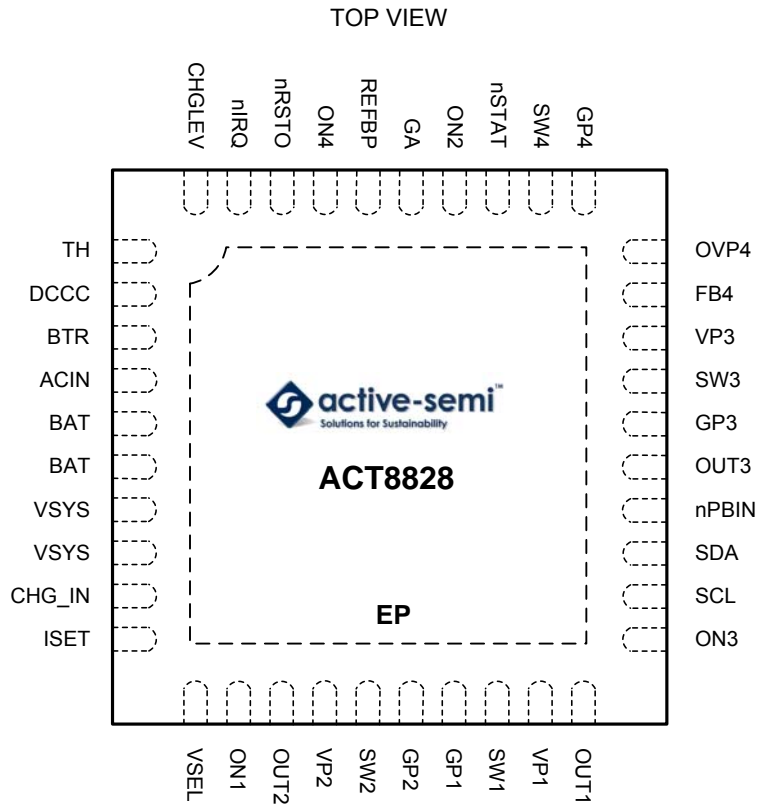 TOP VIEW
CHGLEV
nIRQ
nRSTO
ON4
REFBP
GA
ON2
nSTAT
SW4
GP4
TH
DCCC
BTR
ACIN
BAT
BAT
VSYS
VSYS
CHG_IN
ISET
active-semi™
Solutions for Sustainability
ACT8828
EP
OVP4
FB4
VP3
SW3
GP3
OUT3
nPBIN
SDA
SCL
ON3
VSEL
ON1
OUT2
VP2
SW2
GP2
GP1
SW1
VP1
OUT1